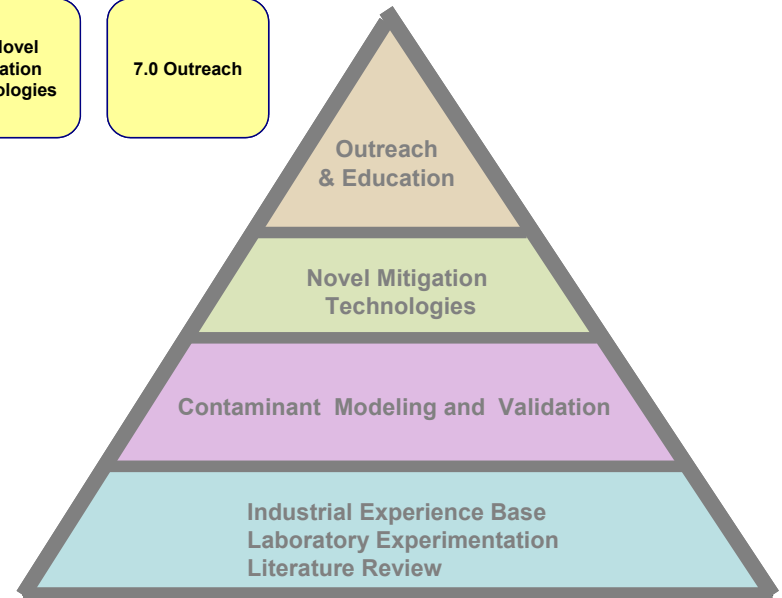 7.0 Outreach
Outreach
& Education
Novel Mitigation
Technologies
Contaminant Modeling and Validation
Industrial Experience Base
Laboratory Experimentation
Literature Review